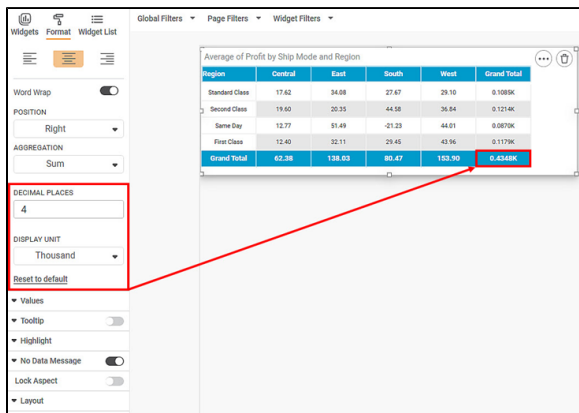 Global Filters Page Filters Widget Filters
Widgets Format Widget List
Word Wrap
POSITION
Right
AGGREGATION
Sum
DECIMAL PLACES
4
DISPLAY UNIT
Thousand
Reset to default
Values
Tooltip
Highlight
No Data Message
Lock Aspect
Layout
Average of Profit by Ship Mode and Region
Region Central East South West Grand Total
Standard Class 17.62 34.08 27.67 29.10 0.1085K
Second Class 19.60 20.35 44.58 36.84 0.1214K
Same Day 12.77 51.49 -21.23 44.01 0.0870K
First Class 12.40 32.11 29.45 43.96 0.1179K
Grand Total 62.38 138.03 80.47 153.90 0.4348K